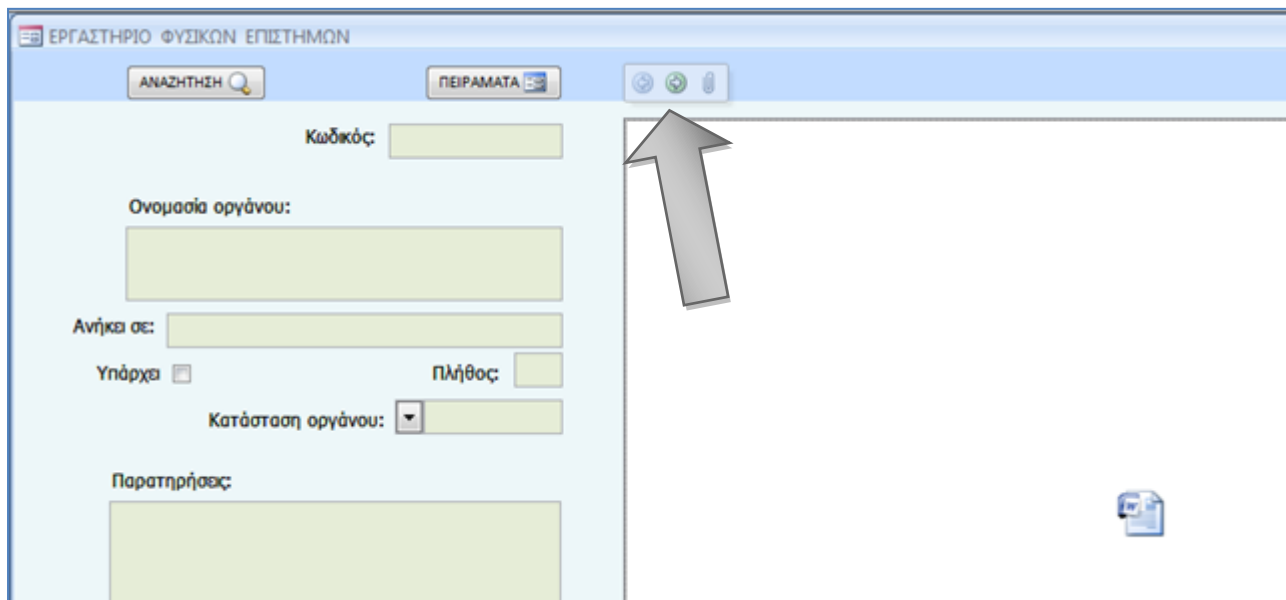 ΕΡΓΑΣΤΗΡΙΟ ΦΥΣΙΚΩΝ ΕΠΙΣΤΗΜΩΝ
ΑΝΑΖΗΤΗΣΗ ΠΕΙΡΑΜΑΤΑ
Κωδικός:
Ονομασία οργάνου:
Ανήκει σε:
Υπάρχει Πλήθος:
Κατάσταση οργάνου:
Παρατηρήσεις: